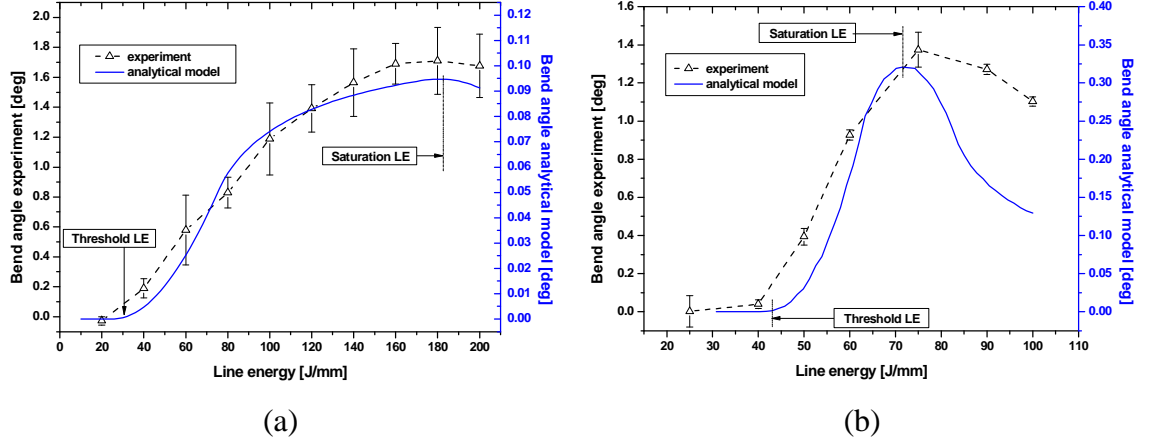 2.0
1.8
1.6
1.4
1.2
1.0
0.8
0.6
0.4
0.2
0.0
Bend angle experiment [deg]
experiment
analytical model
Threshold LE
Saturation LE
0.12
0.11
0.10
0.09
0.08
0.07
0.06
0.05
0.04
0.03
0.02
0.01
0.00
Bend angle analytical model [deg]
0 20 40 60 80 100 120 140 160 180 200
Line energy [J/mm]
(a)
1.6
1.4
1.2
1.0
0.8
0.6
0.4
0.2
0.0
Bend angle experiment [deg]
Saturation LE
experiment
analytical model
Threshold LE
0.40
0.35
0.30
0.25
0.20
0.15
0.10
0.05
0.00
Bend angle analytical model [deg]
20 30 40 50 60 70 80 90 100 110
Line energy [J/mm]
(b)